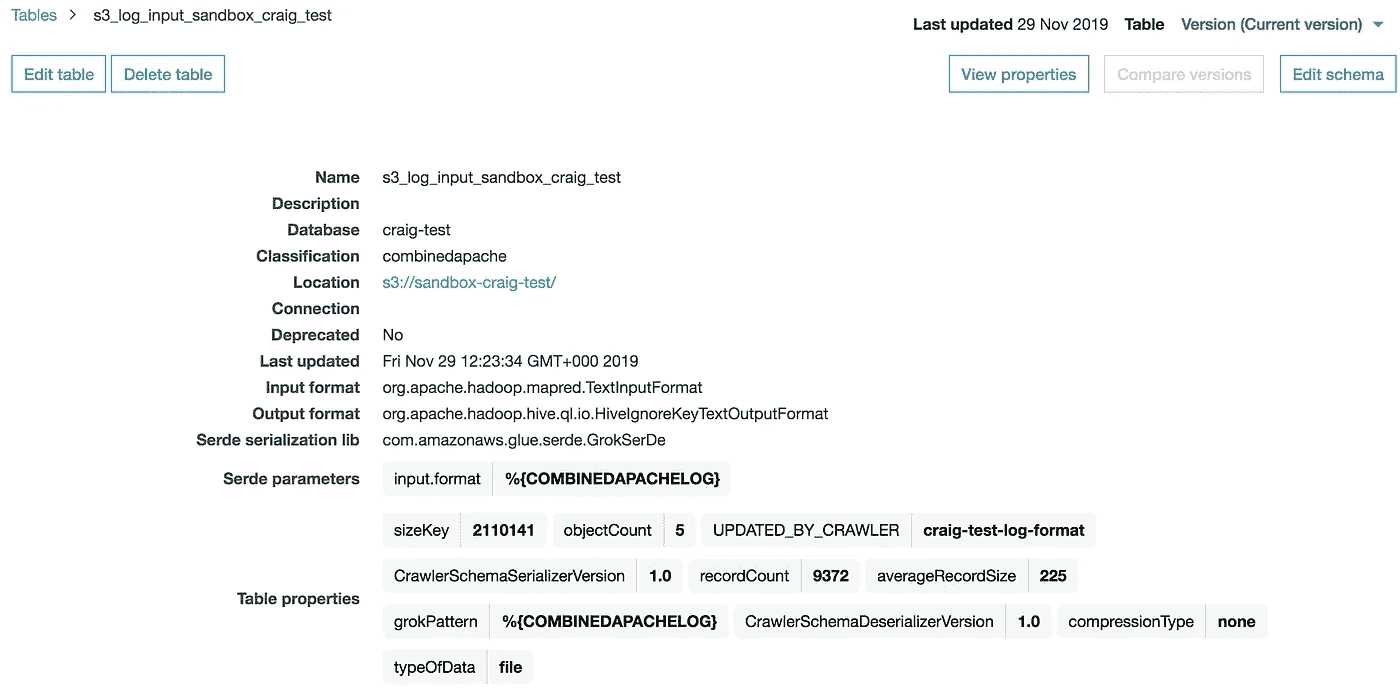 Tables > s3_log_input_sandbox_craig_test
Last updated 29 Nov 2019 Table Version (Current version)
Edit table Delete table View properties Compare versions Edit schema
Name s3_log_input_sandbox_craig_test
Description
Database craig-test
Classification combinedapache
Location s3://sandbox-craig-test/
Connection
Deprecated No
Last updated Fri Nov 29 12:23:34 GMT+000 2019
Input format org.apache.hadoop.mapred.TextInputFormat
Output format org.apache.hadoop.hive.ql.io.HiveIgnoreKeyTextOutputFormat
Serde serialization lib com.amazonaws.glue.serde.GrokSerDe
Serde parameters input.format %{COMBINEDAPACHELOG}
sizeKey 2110141 objectCount 5 UPDATED_BY_CRAWLER craig-test-log-format
CrawlerSchemaSerializerVersion 1.0 recordCount 9372 averageRecordSize 225
Table properties
grokPattern %{COMBINEDAPACHELOG} CrawlerSchemaDeserializerVersion 1.0 compressionType none
typeOfData file